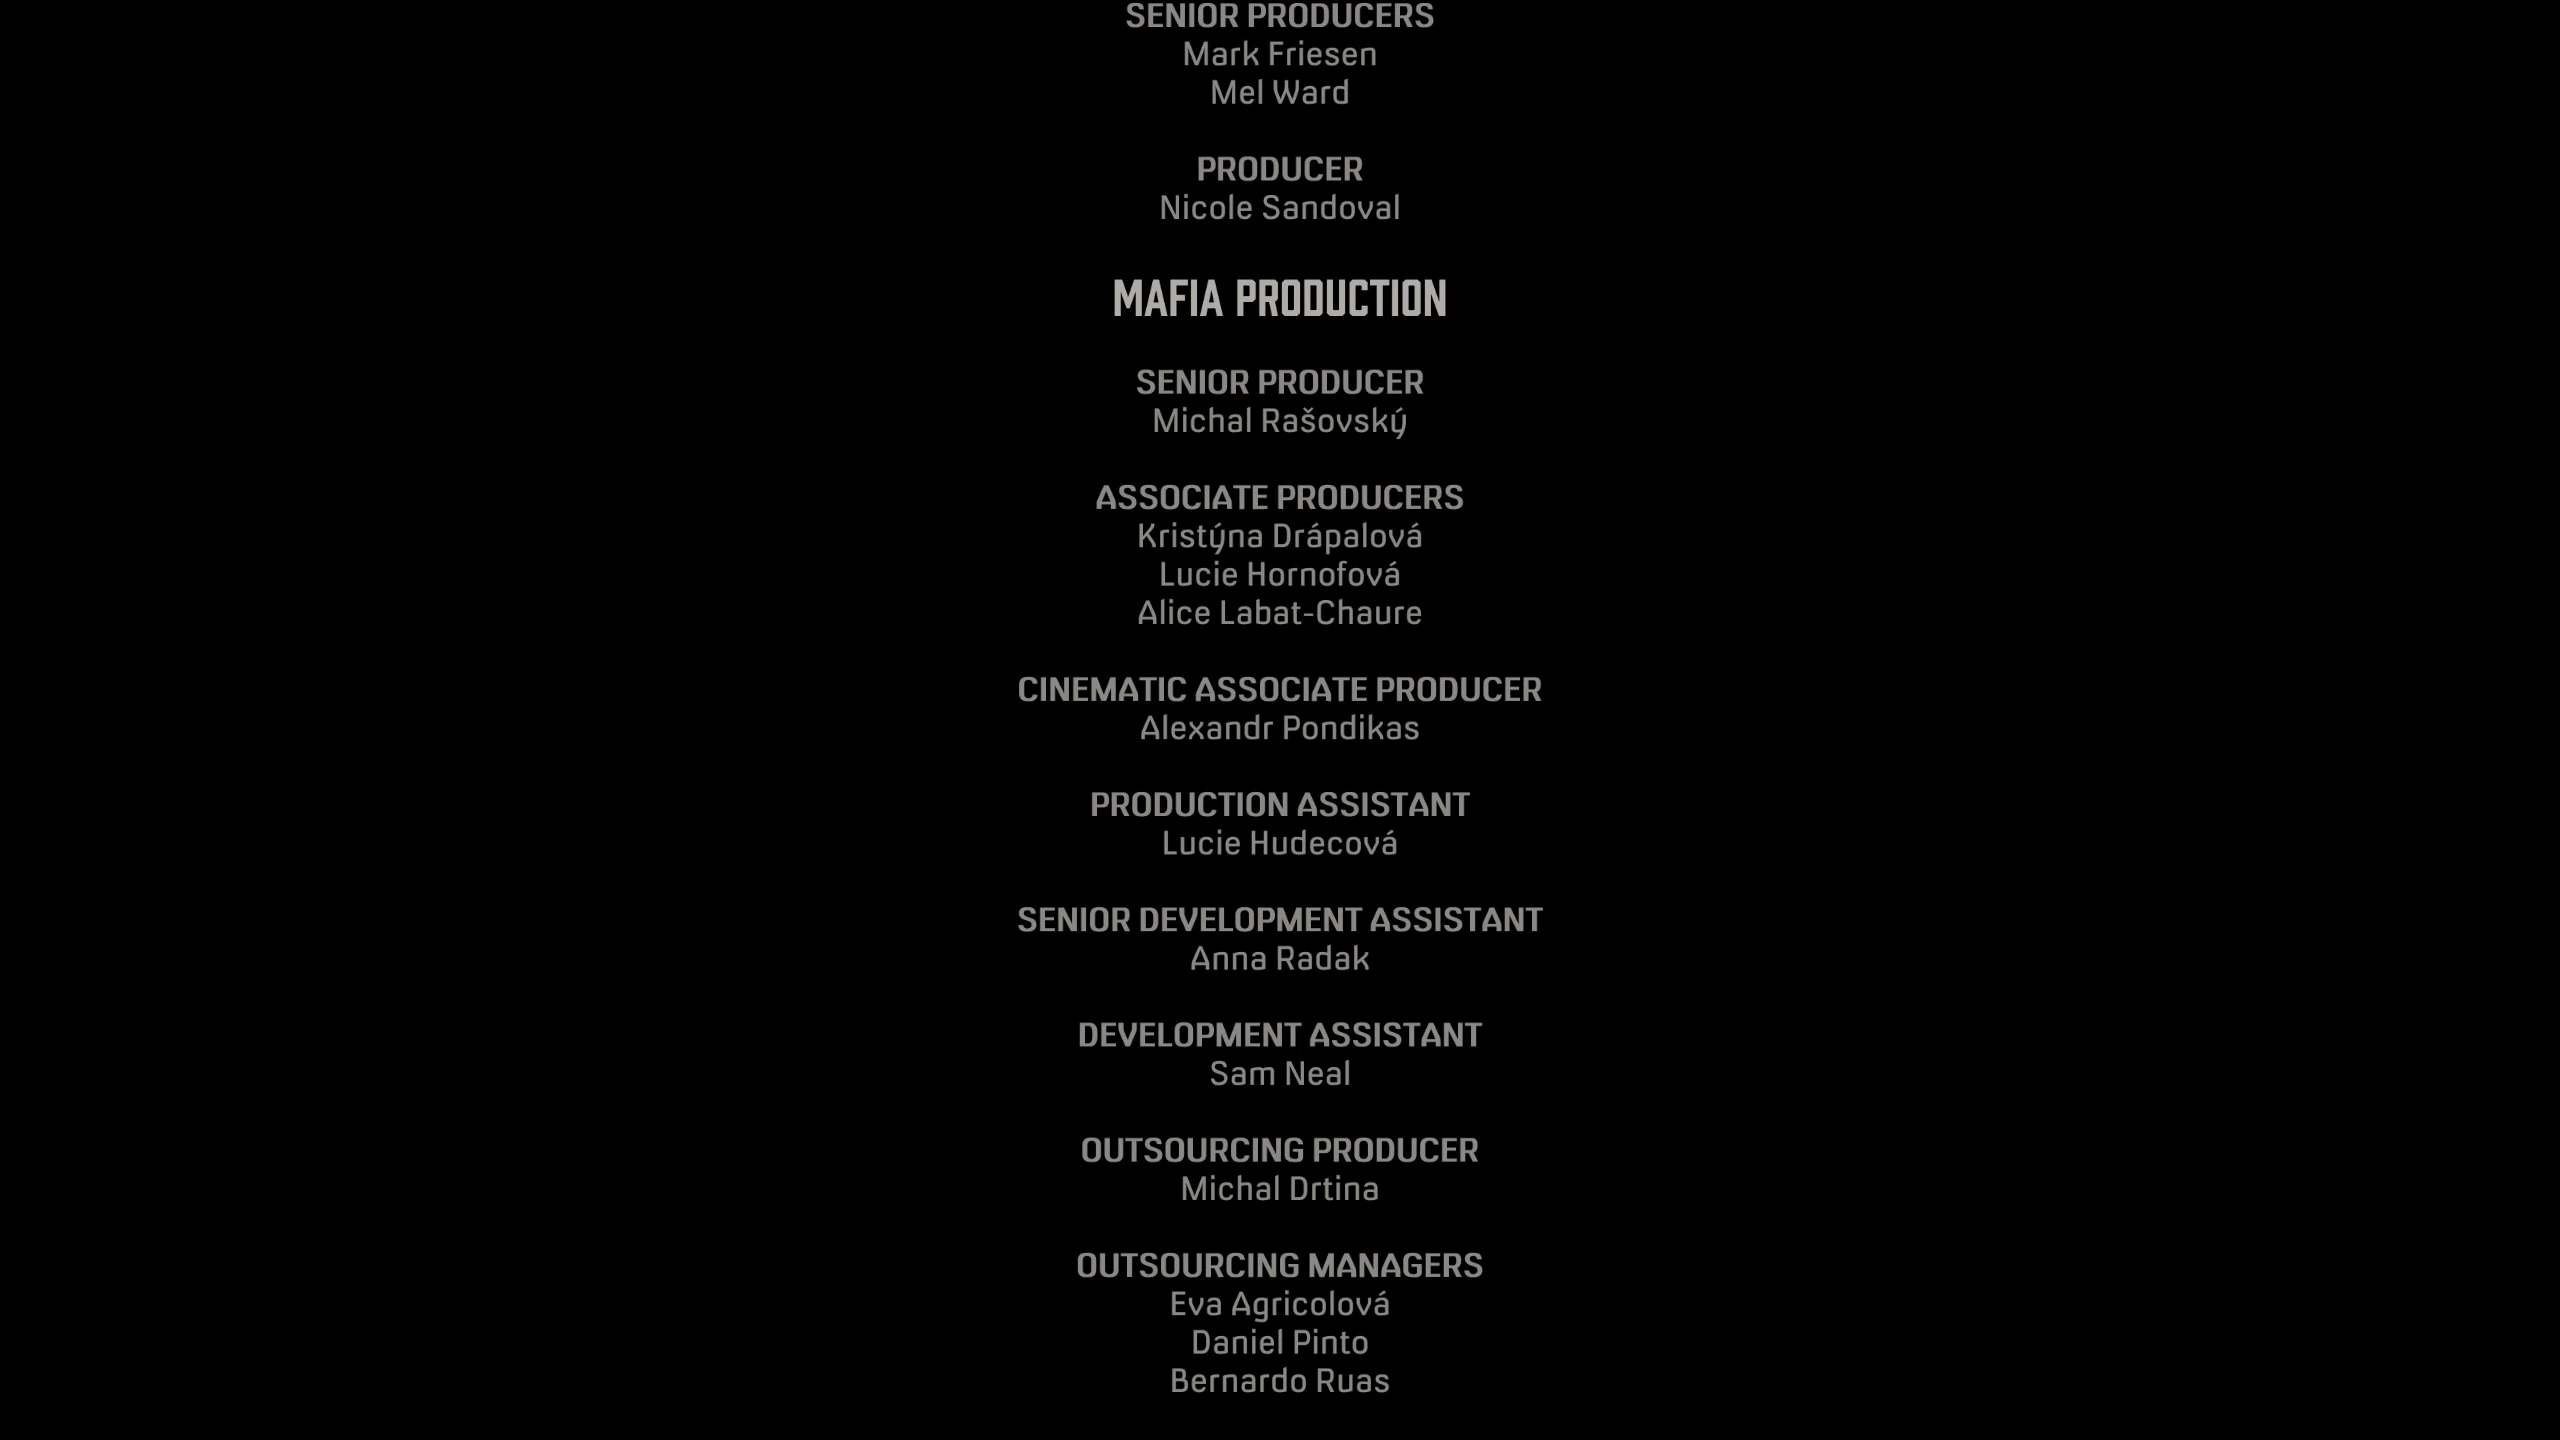 SENIOR PRODUCERS
Mark Friesen
Mel Ward
PRODUCER
Nicole Sandoval
MAFIA PRODUCTION
SENIOR PRODUCER
Michal Rašovský
ASSOCIATE PRODUCERS
Kristýna Drápalová
Lucie Hornofová
Alice Labat-Chaure
CINEMATIC ASSOCIATE PRODUCER
Alexandr Pondikas
PRODUCTION ASSISTANT
Lucie Hudecová
SENIOR DEVELOPMENT ASSISTANT
Anna Radak
DEVELOPMENT ASSISTANT
Sam Neal
OUTSOURCING PRODUCER
Michal Drtina
OUTSOURCING MANAGERS
Eva Agricolová
Daniel Pinto
Bernardo Ruas